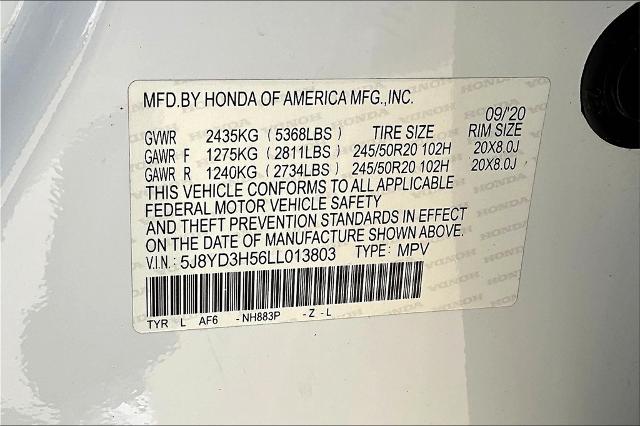 MFD.BY HONDA OF AMERICA MFG.,INC.
09/'20
GVWR 2435KG (5368LBS) TIRE SIZE RIM SIZE
GAWR F 1275KG (2811LBS) 245/50R20 102H 20X8.0J
GAWR R 1240KG (2734LBS) 245/50R20 102H 20X8.0J
THIS VEHICLE CONFORMS TO ALL APPLICABLE
FEDERAL MOTOR VEHICLE SAFETY
AND THEFT PREVENTION STANDARDS IN EFFECT
ON THE DATE OF MANUFACTURE SHOWN ABOVE.
V.I.N.: 5J8YD3H56LL013803 TYPE: MPV
TYR L AF6 -NH883P -Z-L